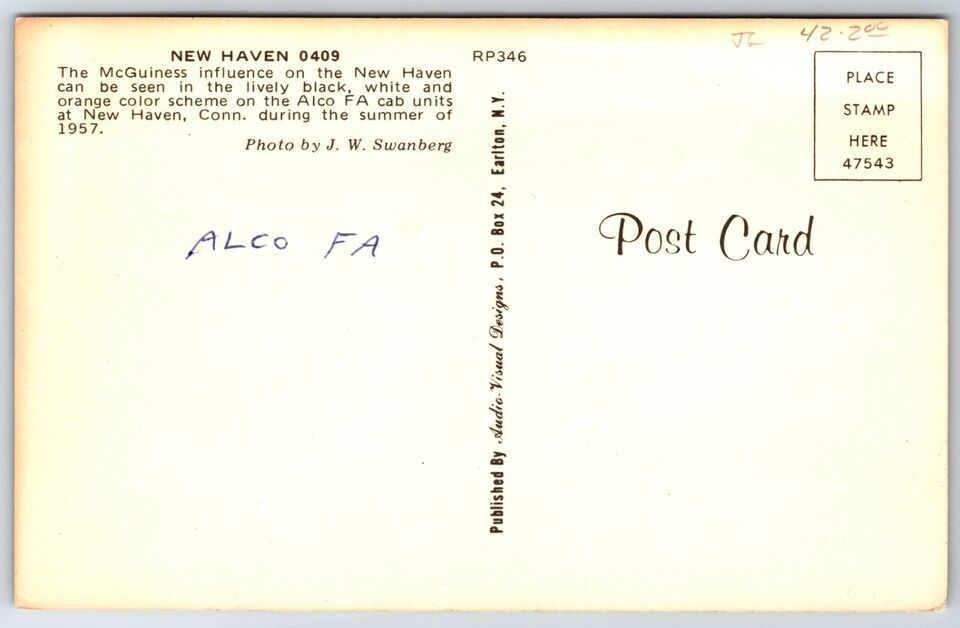 NEW HAVEN 0409
The McGuiness influence on the New Haven
can be seen in the lively black, white and
orange color scheme on the Alco FA cab units
at New Haven, Conn. during the summer of
1957.
Photo by J. W. Swanberg
ALCO FA
RP346
Published By Audio-Visual Designs, P.O. Box 24, Earlton, N.Y.
42-200
PLACE
STAMP
HERE
47543
Post Card